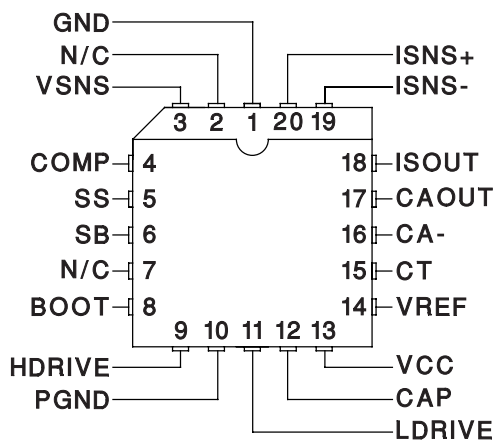 GND
N/C ISNS+
VSNS ISNS-
3 2 1 20 19
COMP 4 18 ISOUT
SS 5 17 CAOUT
SB 6 16 CA-
N/C 7 15 CT
BOOT 8 14 VREF
9 10 11 12 13
HDRIVE VCC
PGND CAP
LDRIVE